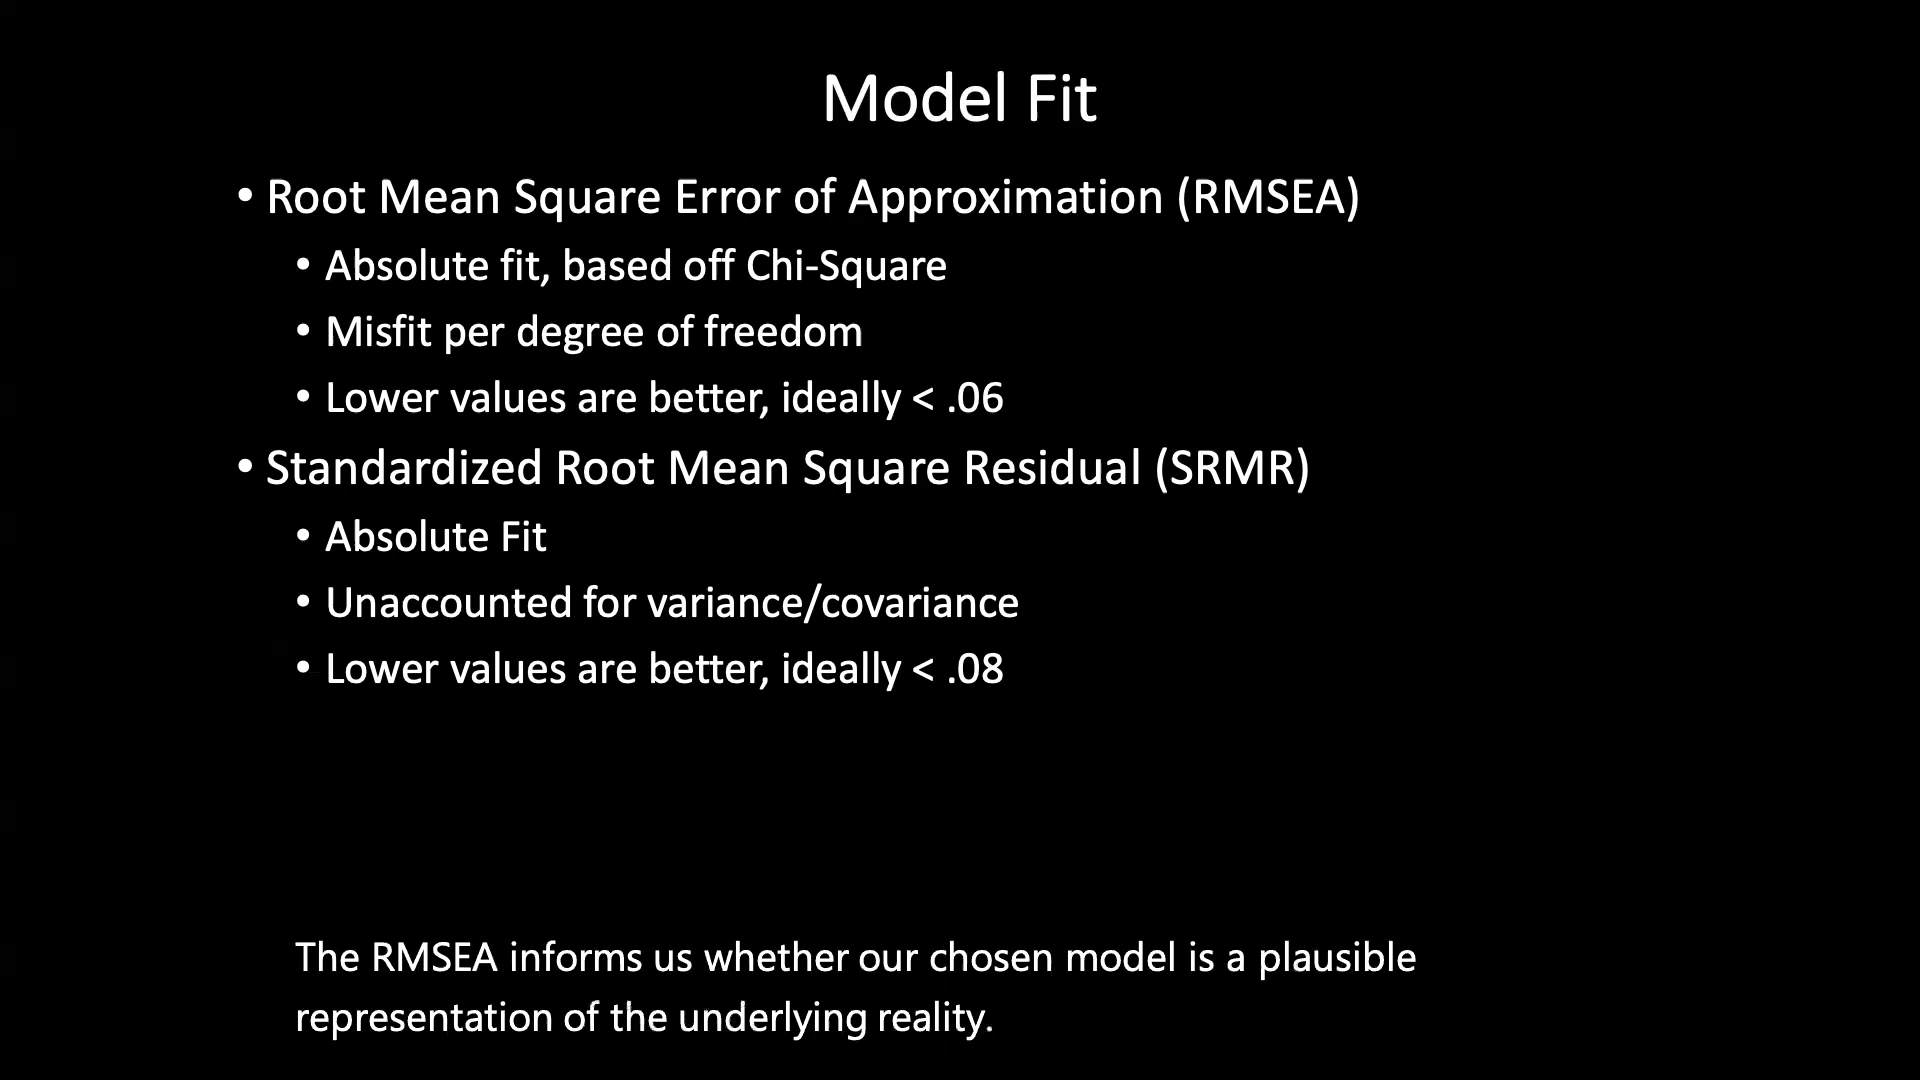 Model Fit
• Root Mean Square Error of Approximation (RMSEA)
• Absolute fit, based off Chi-Square
• Misfit per degree of freedom
• Lower values are better, ideally < .06
• Standardized Root Mean Square Residual (SRMR)
• Absolute Fit
• Unaccounted for variance/covariance
• Lower values are better, ideally < .08
The RMSEA informs us whether our chosen model is a plausible
representation of the underlying reality.